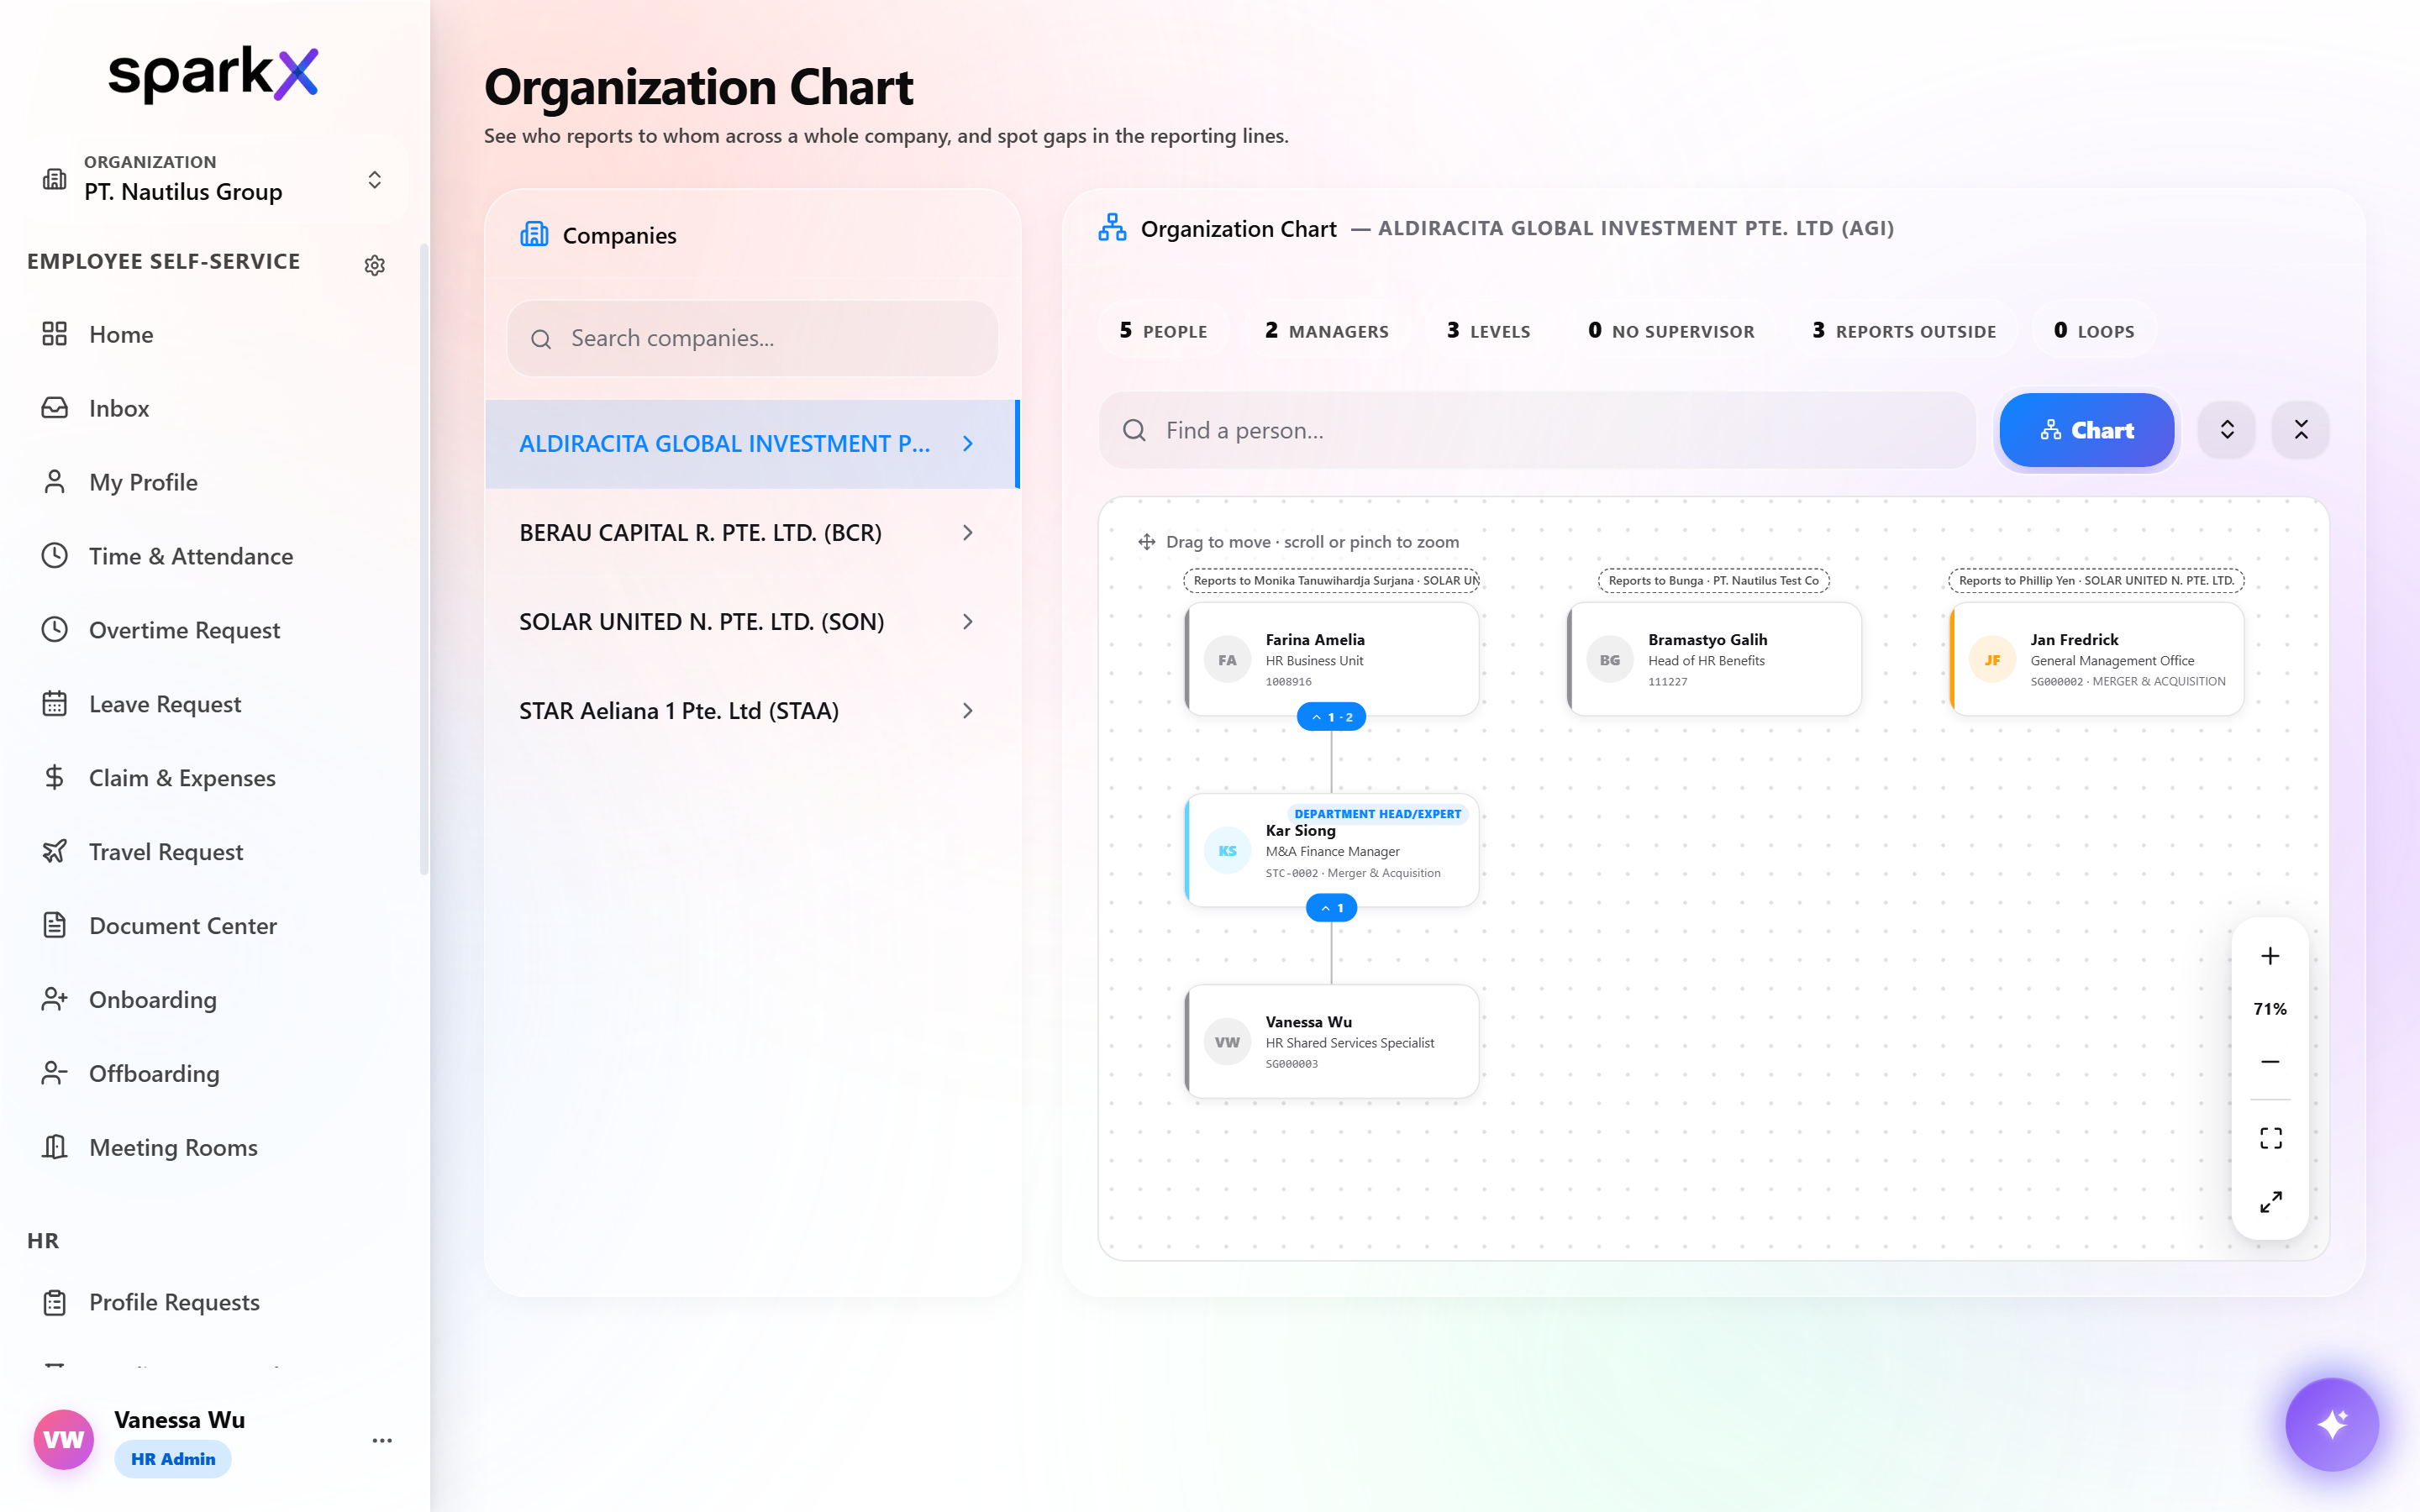 sparkX
ORGANIZATION
PT. Nautilus Group
EMPLOYEE SELF-SERVICE
Home
Inbox
My Profile
Time & Attendance
Overtime Request
Leave Request
Claim & Expenses
Travel Request
Document Center
Onboarding
Offboarding
Meeting Rooms
HR
Profile Requests
VW
Vanessa Wu
HR Admin
Organization Chart
See who reports to whom across a whole company, and spot gaps in the reporting lines.
Companies
Search companies...
ALDIRACITA GLOBAL INVESTMENT P...
BERAU CAPITAL R. PTE. LTD. (BCR)
SOLAR UNITED N. PTE. LTD. (SON)
STAR Aeliana 1 Pte. Ltd (STAA)
Organization Chart — ALDIRACITA GLOBAL INVESTMENT PTE. LTD (AGI)
5 PEOPLE 2 MANAGERS 3 LEVELS 0 NO SUPERVISOR 3 REPORTS OUTSIDE 0 LOOPS
Find a person...
Chart
Drag to move · scroll or pinch to zoom
Reports to Monika Tanuwihardja Surjana · SOLAR UN
FA
Farina Amelia
HR Business Unit
1008916
1 · 2
Reports to Bunga · PT. Nautilus Test Co
BG
Bramastyo Galih
Head of HR Benefits
111227
Reports to Phillip Yen · SOLAR UNITED N. PTE. LTD.
JF
Jan Fredrick
General Management Office
SG000002 · MERGER & ACQUISITION
DEPARTMENT HEAD/EXPERT
KS
Kar Siong
M&A Finance Manager
STC-0002 · Merger & Acquisition
1
VW
Vanessa Wu
HR Shared Services Specialist
SG000003
71%